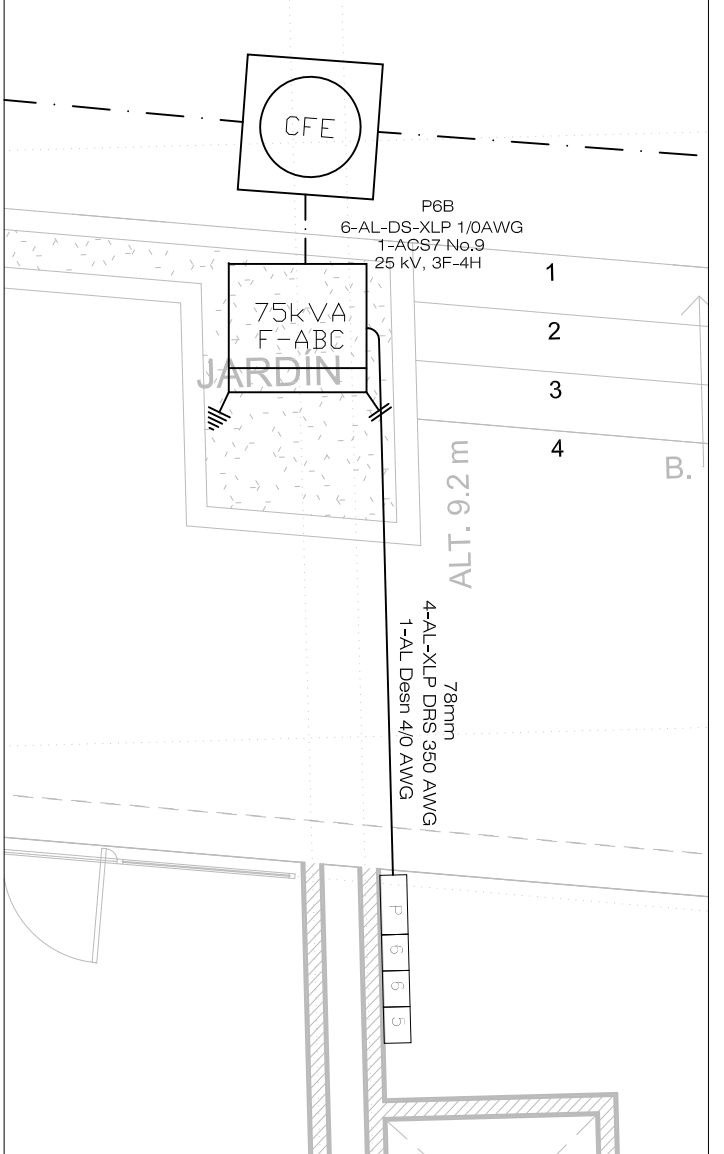 CFE
P6B
6-AL-DS-XLP 1/0AWG
1-ACS7 No.9
25 kV, 3F-4H
75kVA
F-ABC
JARDÍN
1
2
3
4
B.
ALT. 9.2 m
78mm
4-AL-XLP DRS 350 AWG
1-AL Desn 4/0 AWG
P
6
6
5